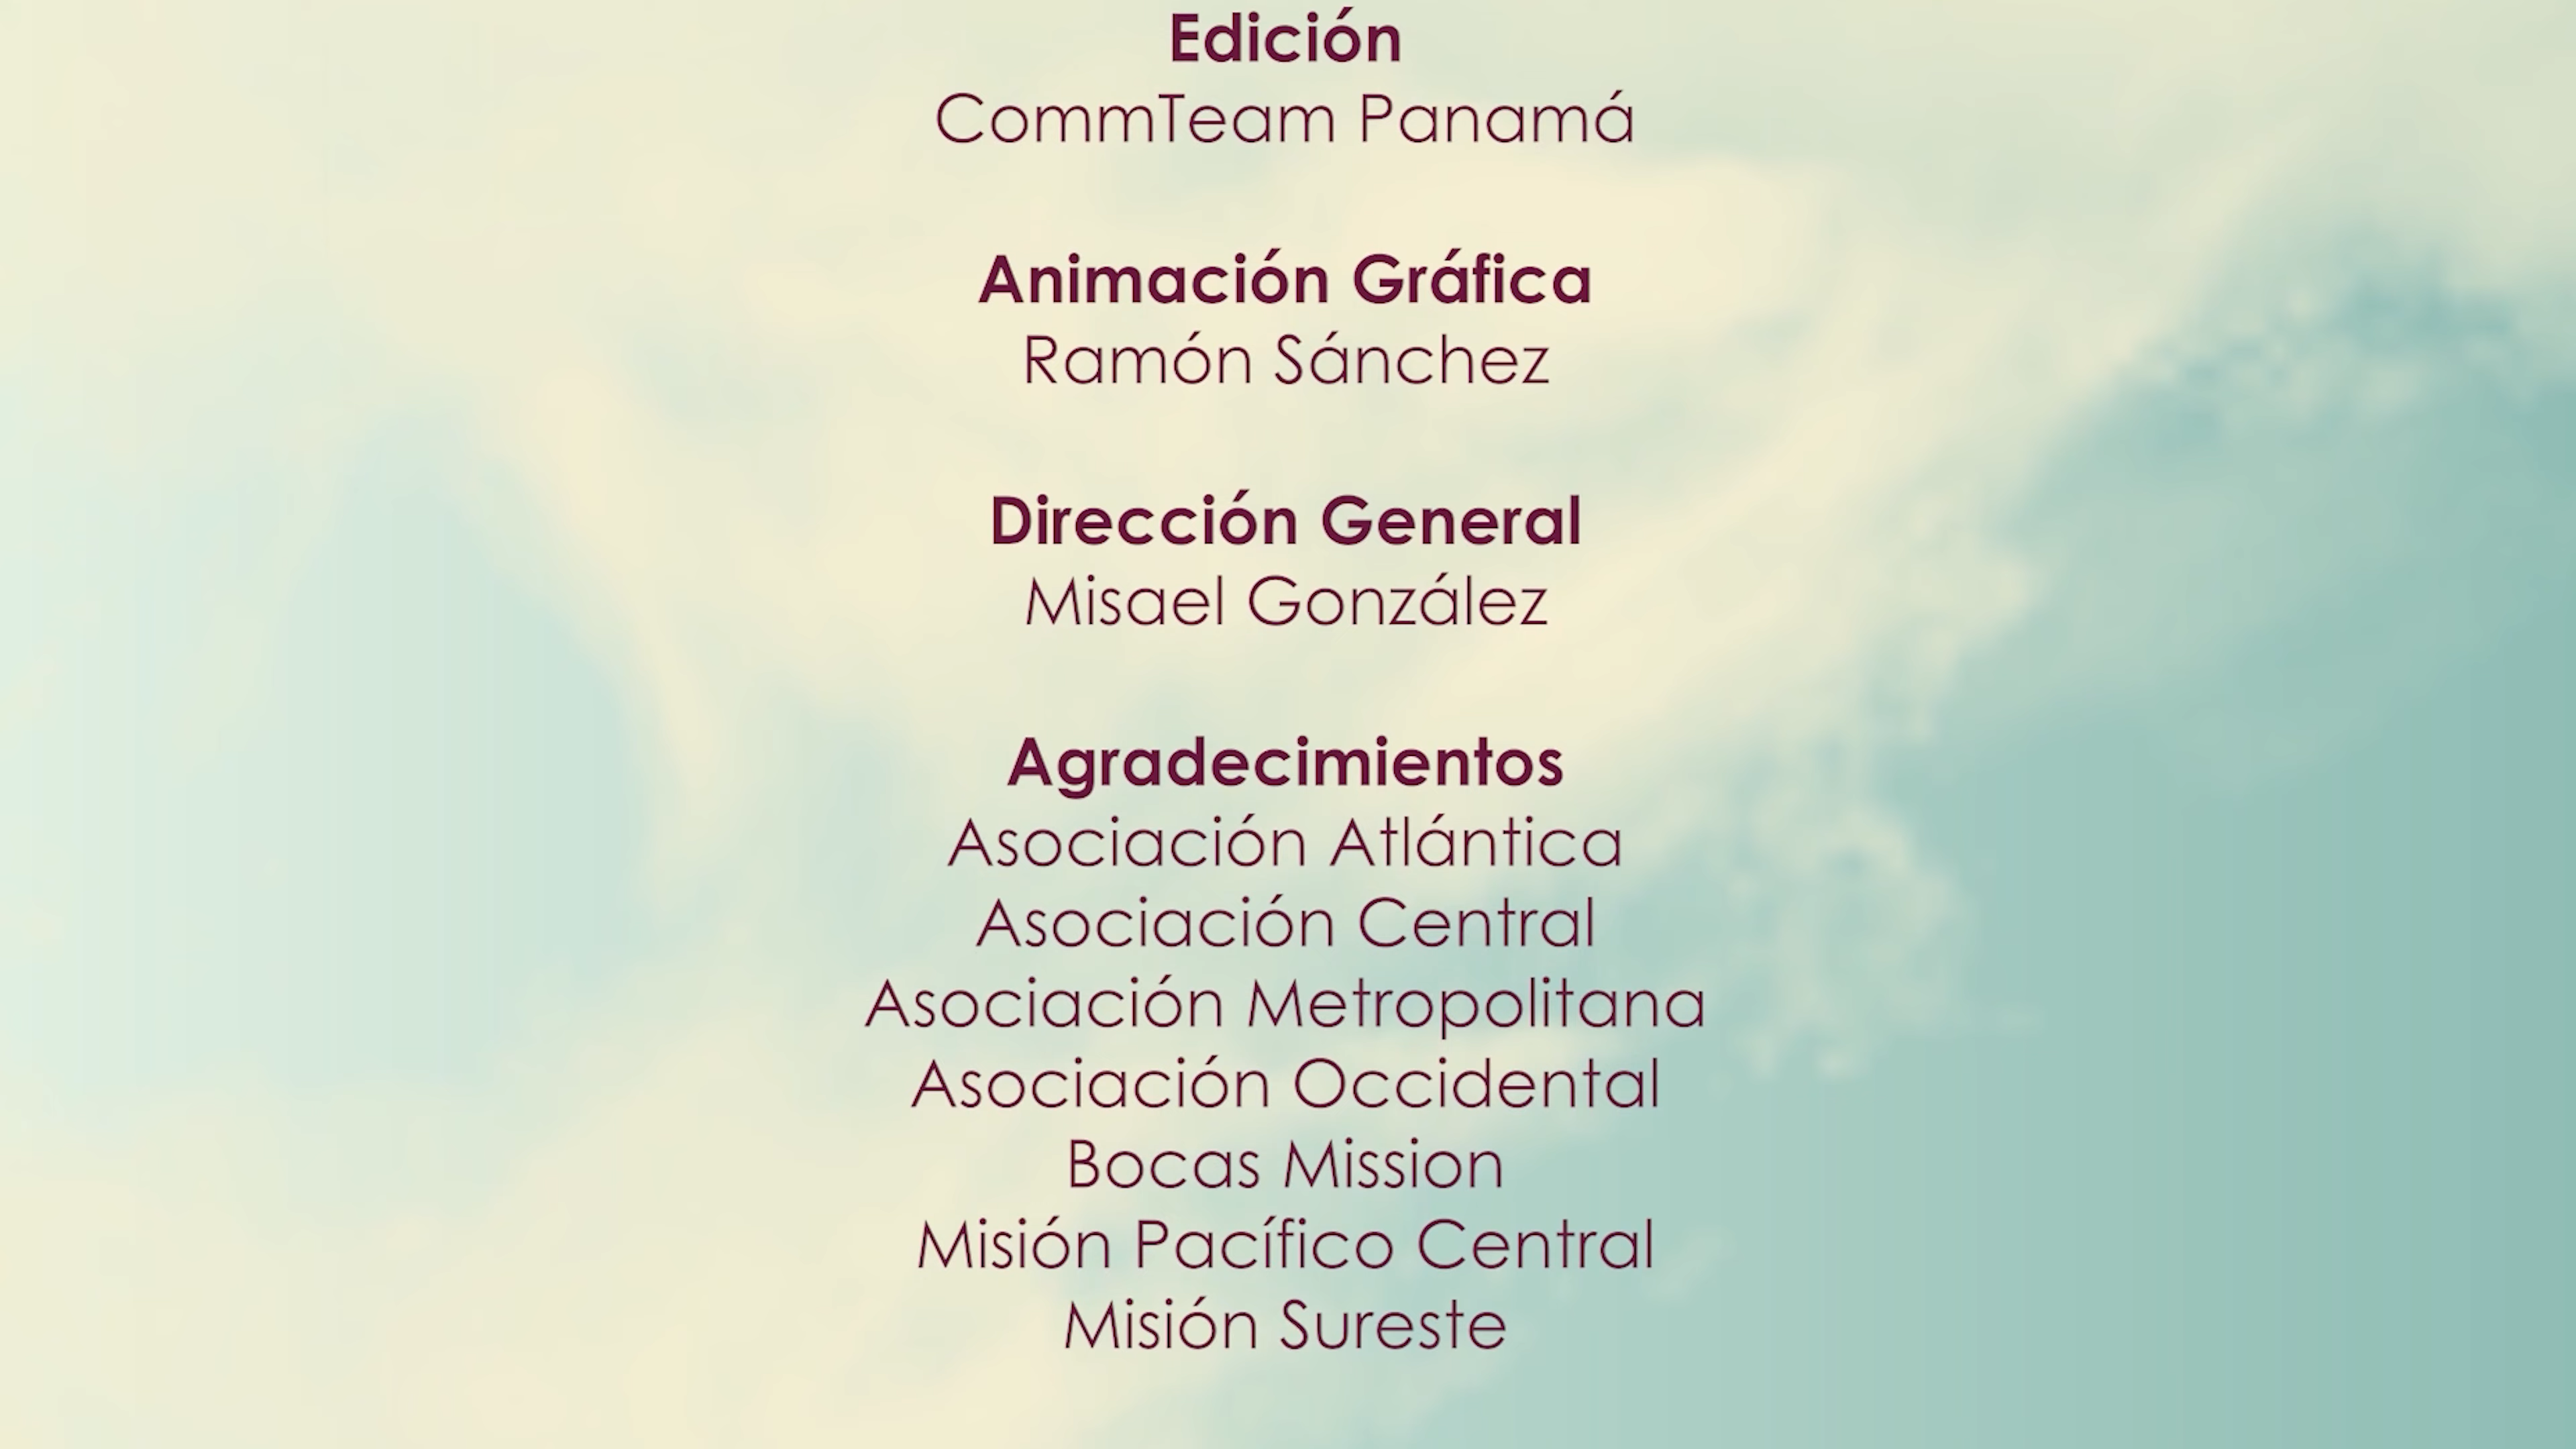 Edición
CommTeam Panamá
Animación Gráfica
Ramón Sánchez
Dirección General
Misael González
Agradecimientos
Asociación Atlántica
Asociación Central
Asociación Metropolitana
Asociación Occidental
Bocas Mission
Misión Pacífico Central
Misión Sureste